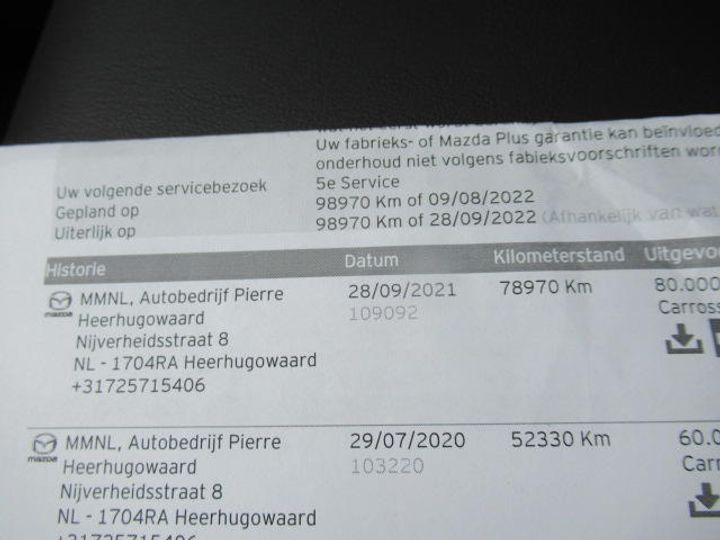 Uw fabrieks- of Mazda Plus garantie kan beïnvloed
onderhoud niet volgens fabieksvoorschriften wor
Uw volgende servicebezoek 5e Service
Gepland op 98970 Km of 09/08/2022
Uiterlijk op 98970 Km of 28/09/2022 (Afhankelijk van wat
Historie Datum Kilometerstand Uitgevo
MMNL, Autobedrijf Pierre 28/09/2021 78970 Km 80.000
mazda Heerhugowaard 109092 Carross
Nijverheidsstraat 8
NL - 1704RA Heerhugowaard
+31725715406
MMNL, Autobedrijf Pierre 29/07/2020 52330 Km 60.0
mazda Heerhugowaard 103220 Carr
Nijverheidsstraat 8
NL - 1704RA Heerhugowaard
+31725715406